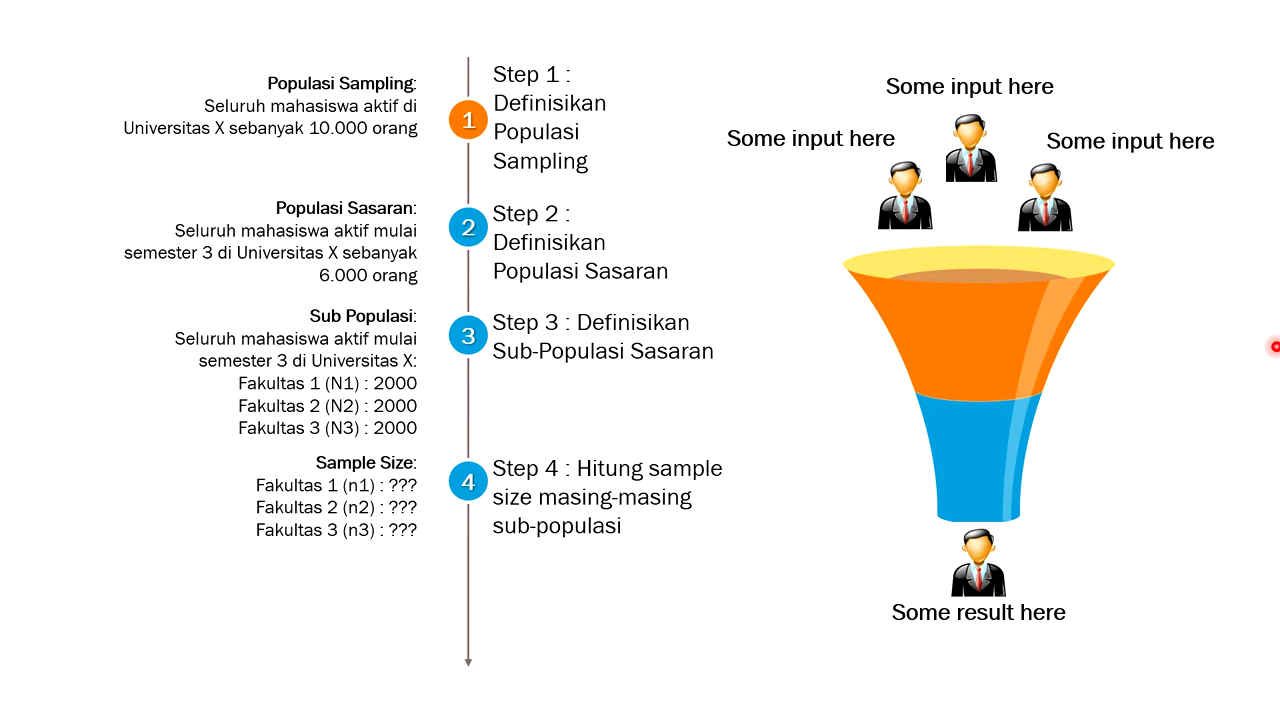 Populasi Sampling:
Seluruh mahasiswa aktif di
Universitas X sebanyak 10.000 orang
1
Step 1 :
Definisikan
Populasi
Sampling
Populasi Sasaran:
Seluruh mahasiswa aktif mulai
semester 3 di Universitas X sebanyak
6.000 orang
2
Step 2 :
Definisikan
Populasi Sasaran
Sub Populasi:
Seluruh mahasiswa aktif mulai
semester 3 di Universitas X:
Fakultas 1 (N1) : 2000
Fakultas 2 (N2) : 2000
Fakultas 3 (N3) : 2000
3
Step 3 : Definisikan
Sub-Populasi Sasaran
Sample Size:
Fakultas 1 (n1) : ???
Fakultas 2 (n2) : ???
Fakultas 3 (n3) : ???
4
Step 4 : Hitung sample
size masing-masing
sub-populasi
Some input here
Some input here
Some input here
Some result here